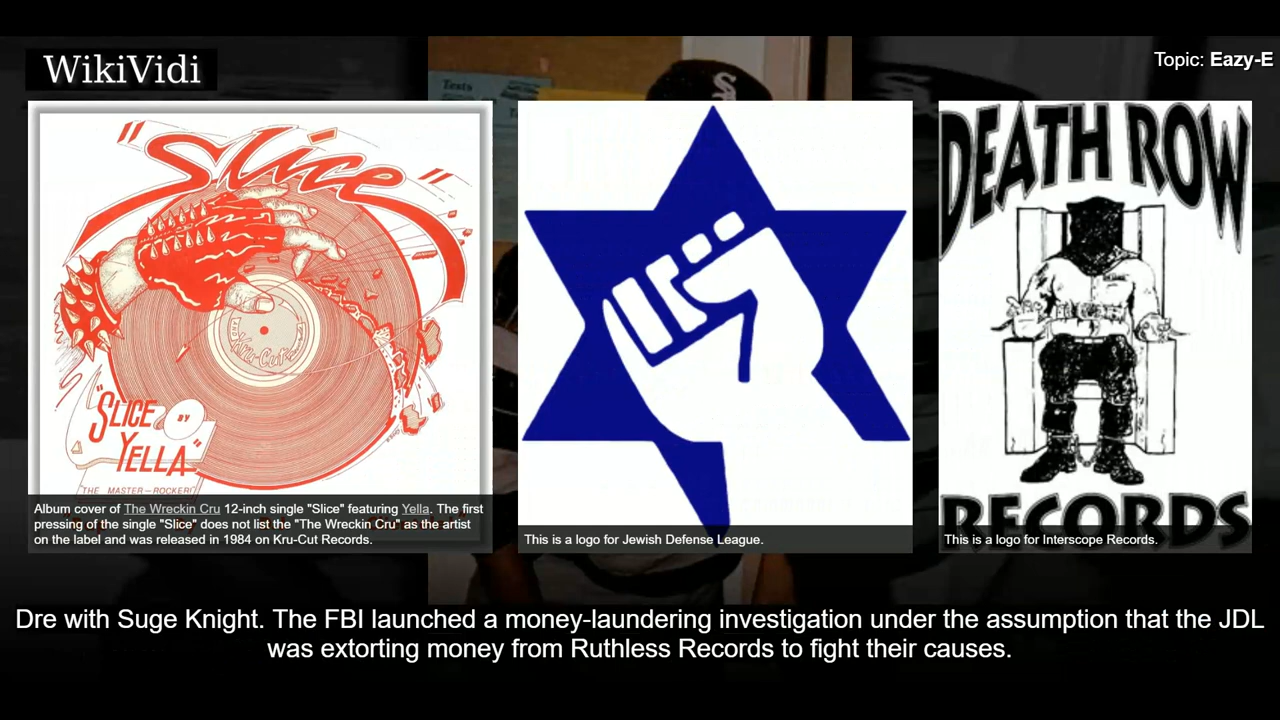 WikiVidi
Topic: Eazy-E
Tests
"Slice"
"SLICE
BY
YELLA"
"THE MASTER-ROCKER!"
Album cover of The Wreckin Cru 12-inch single "Slice" featuring Yella. The first
pressing of the single "Slice" does not list the "The Wreckin Cru" as the artist
on the label and was released in 1984 on Kru-Cut Records.
This is a logo for Jewish Defense League.
DEATH ROW
RECORDS
This is a logo for Interscope Records.
Dre with Suge Knight. The FBI launched a money-laundering investigation under the assumption that the JDL
was extorting money from Ruthless Records to fight their causes.